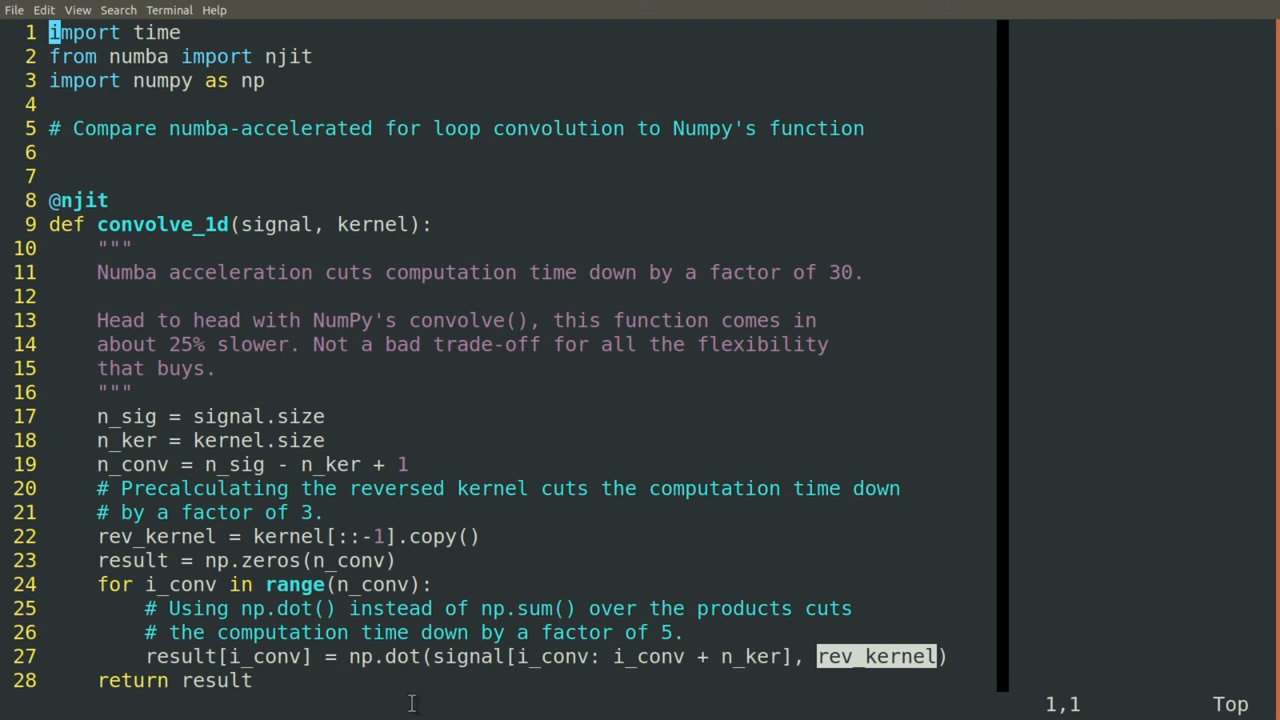 File Edit View Search Terminal Help
1 import time
2 from numba import njit
3 import numpy as np
4
5 # Compare numba-accelerated for loop convolution to Numpy's function
6
7
8 @njit
9 def convolve_1d(signal, kernel):
10     """
11     Numba acceleration cuts computation time down by a factor of 30.
12
13     Head to head with NumPy's convolve(), this function comes in
14     about 25% slower. Not a bad trade-off for all the flexibility
15     that buys.
16     """
17     n_sig = signal.size
18     n_ker = kernel.size
19     n_conv = n_sig - n_ker + 1
20     # Precalculating the reversed kernel cuts the computation time down
21     # by a factor of 3.
22     rev_kernel = kernel[::-1].copy()
23     result = np.zeros(n_conv)
24     for i_conv in range(n_conv):
25         # Using np.dot() instead of np.sum() over the products cuts
26         # the computation time down by a factor of 5.
27         result[i_conv] = np.dot(signal[i_conv: i_conv + n_ker], rev_kernel)
28     return result
1,1 Top